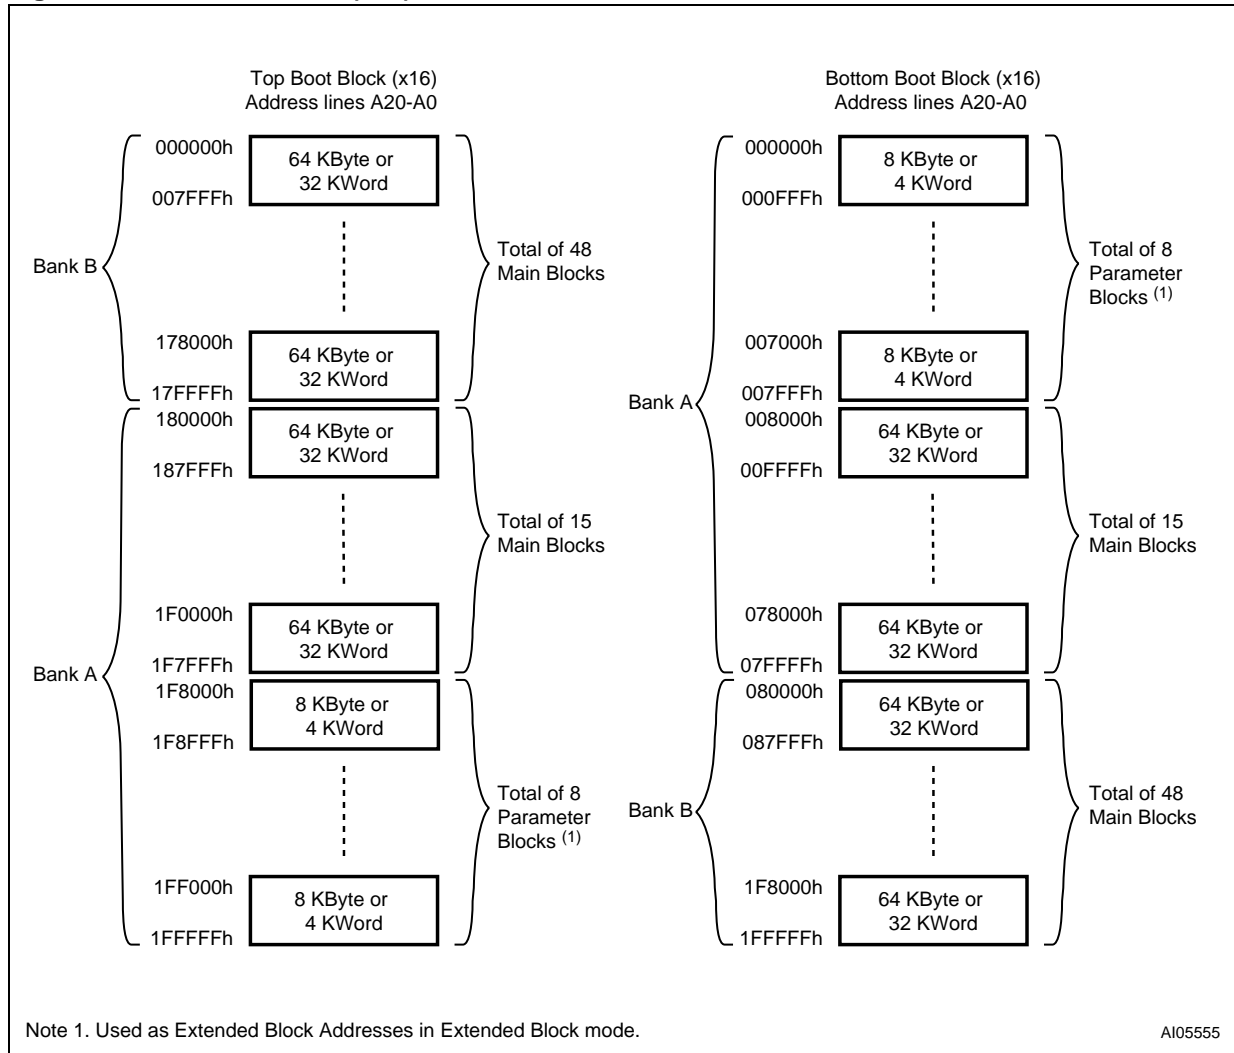 Top Boot Block (x16)
Address lines A20-A0
000000h
64 KByte or
32 KWord
007FFFh
Bank B
Total of 48
Main Blocks
178000h
64 KByte or
32 KWord
17FFFFh
180000h
64 KByte or
32 KWord
187FFFh
Total of 15
Main Blocks
1F0000h
64 KByte or
32 KWord
1F7FFFh
Bank A
1F8000h
8 KByte or
4 KWord
1F8FFFh
Total of 8
Parameter
Blocks (1)
1FF000h
8 KByte or
4 KWord
1FFFFFh
Bottom Boot Block (x16)
Address lines A20-A0
000000h
8 KByte or
4 KWord
000FFFh
Total of 8
Parameter
Blocks (1)
007000h
8 KByte or
4 KWord
007FFFh
Bank A
008000h
64 KByte or
32 KWord
00FFFFh
Total of 15
Main Blocks
078000h
64 KByte or
32 KWord
07FFFFh
080000h
64 KByte or
32 KWord
087FFFh
Bank B
Total of 48
Main Blocks
1F8000h
64 KByte or
32 KWord
1FFFFFh
Note 1. Used as Extended Block Addresses in Extended Block mode.
AI05555